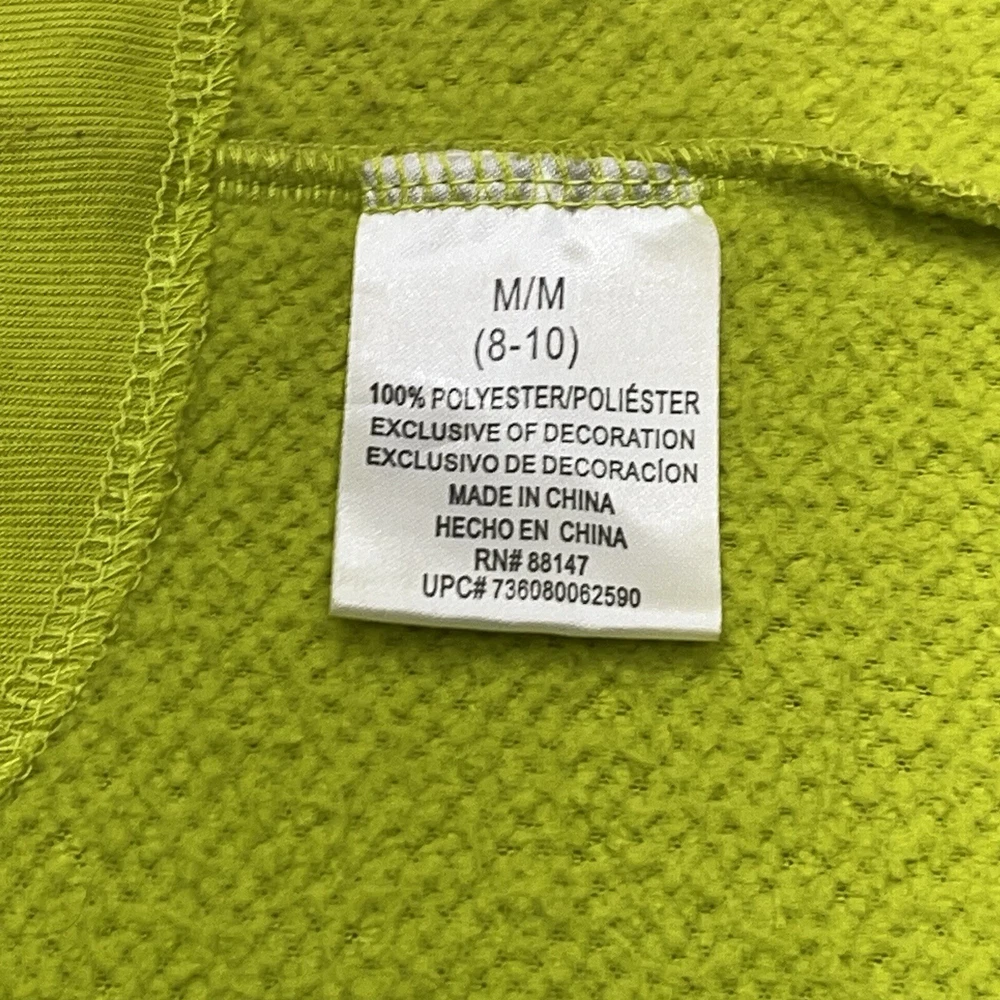 M/M
(8-10)
100% POLYESTER/POLIÉSTER
EXCLUSIVE OF DECORATION
EXCLUSIVO DE DECORACÍON
MADE IN CHINA
HECHO EN CHINA
RN# 88147
UPC# 736080062590